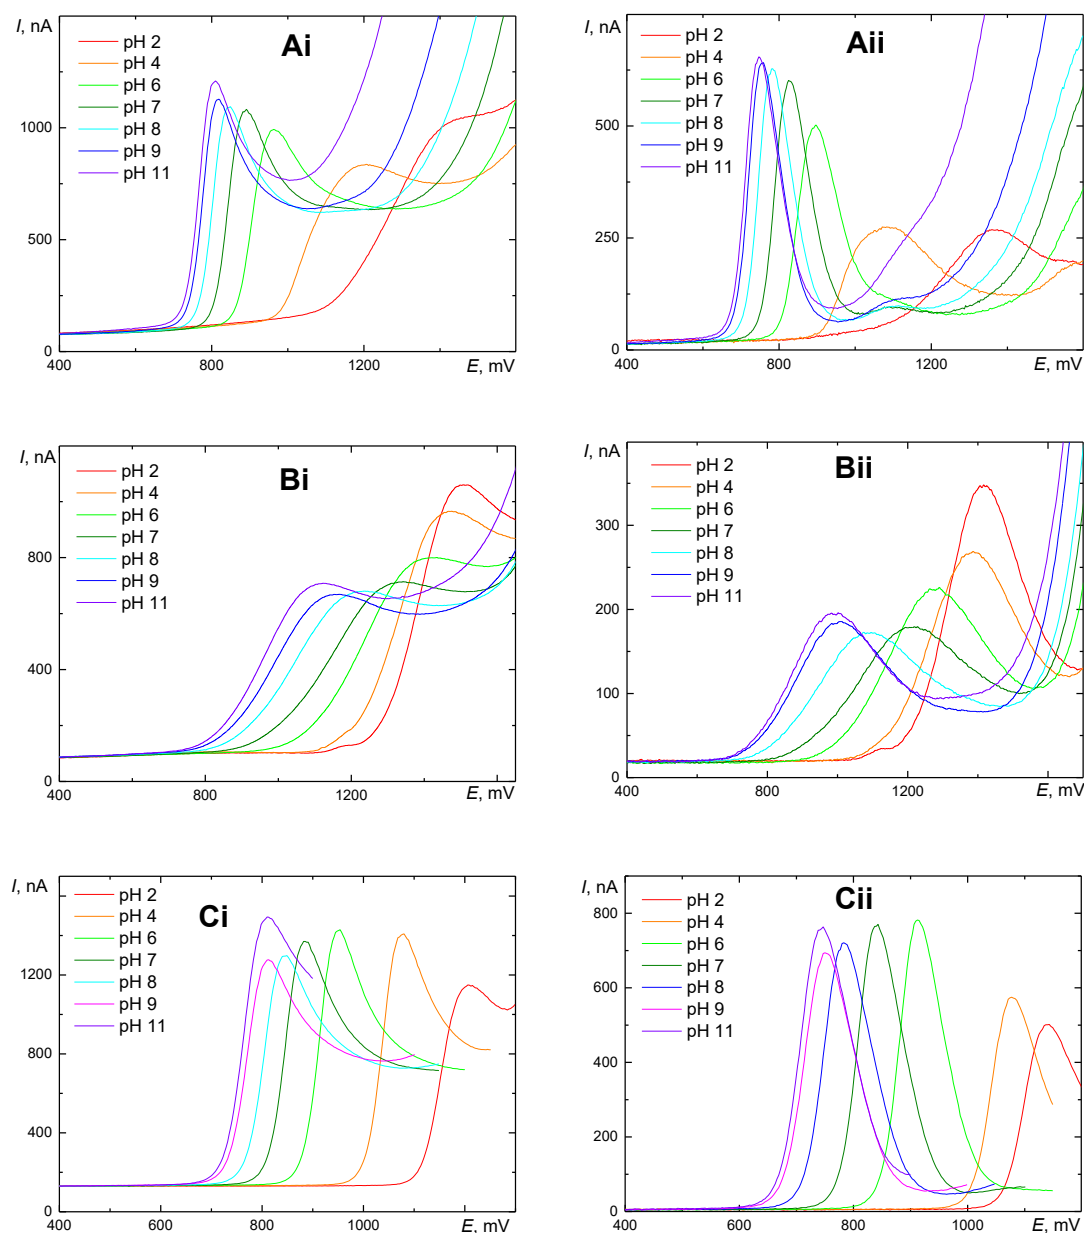 I, nA
Ai
pH 2
pH 4
pH 6
pH 7
pH 8
pH 9
pH 11
1000
500
0
400
800
1200
E, mV
I, nA
Aii
pH 2
pH 4
pH 6
pH 7
pH 8
pH 9
pH 11
500
250
0
400
800
1200
E, mV
I, nA
Bi
pH 2
pH 4
pH 6
pH 7
pH 8
pH 9
pH 11
800
400
0
400
800
1200
E, mV
I, nA
Bii
pH 2
pH 4
pH 6
pH 7
pH 8
pH 9
pH 11
300
200
100
0
400
800
1200
E, mV
I, nA
Ci
pH 2
pH 4
pH 6
pH 7
pH 8
pH 9
pH 11
1200
800
400
0
400
800
1200
E, mV
I, nA
Cii
pH 2
pH 4
pH 6
pH 7
pH 8
pH 9
pH 11
800
600
400
200
0
400
600
800
1000
E, mV